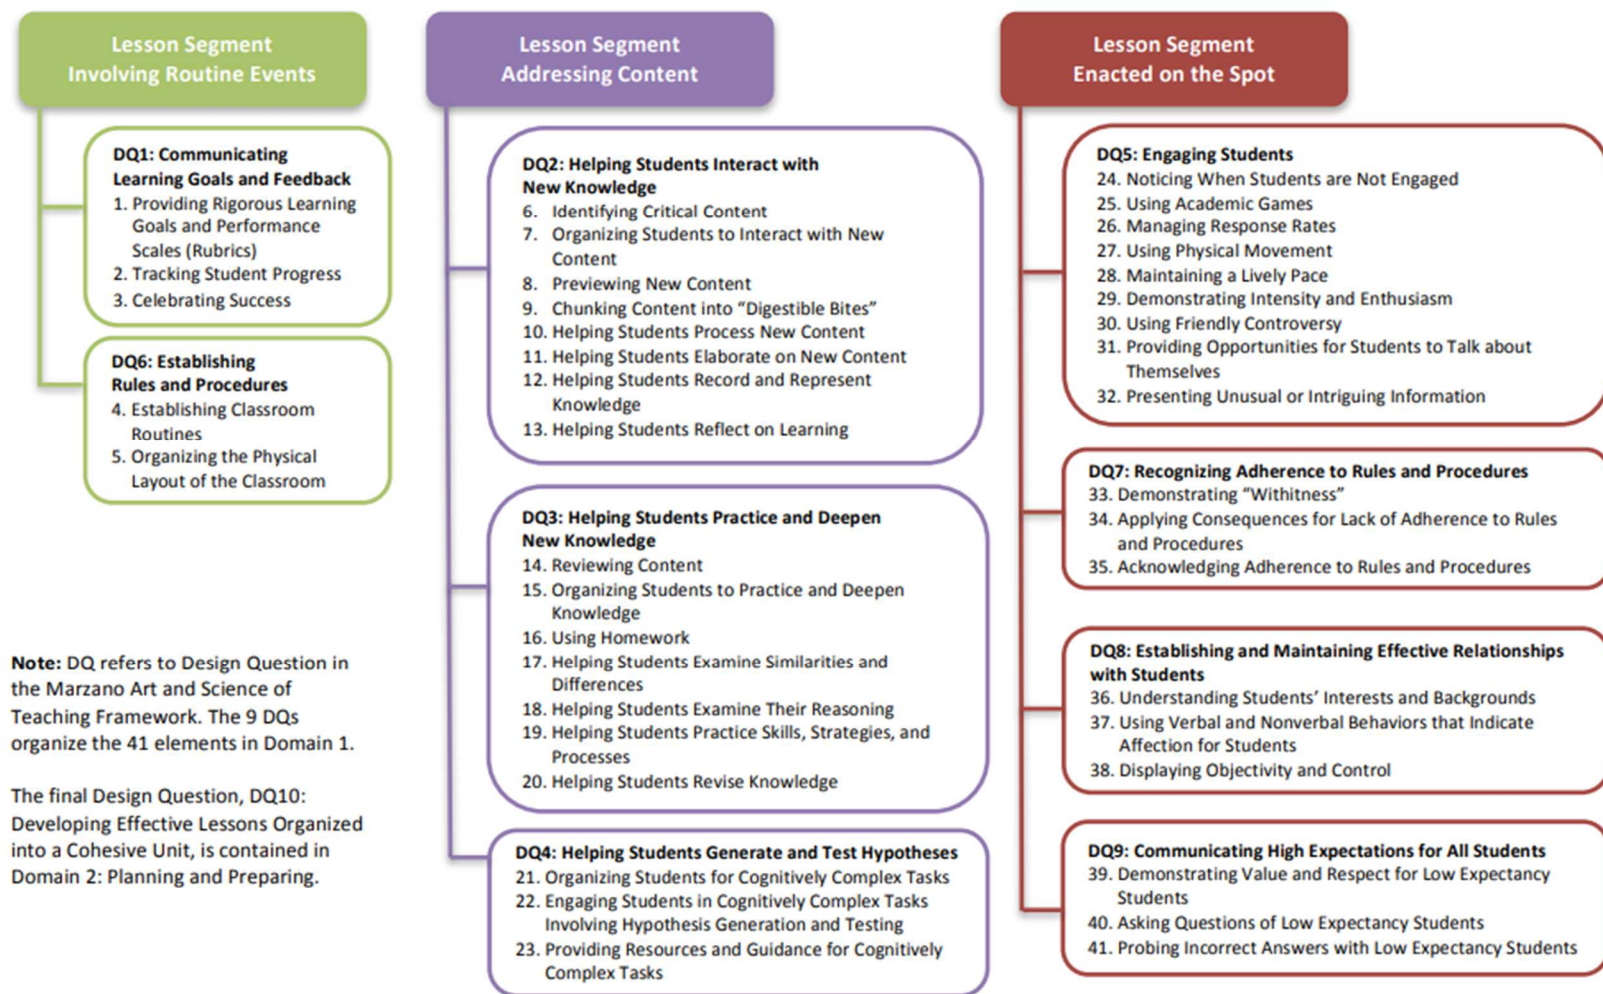 Lesson Segment
Involving Routine Events
DQ1: Communicating
Learning Goals and Feedback
1. Providing Rigorous Learning
Goals and Performance
Scales (Rubrics)
2. Tracking Student Progress
3. Celebrating Success
DQ6: Establishing
Rules and Procedures
4. Establishing Classroom
Routines
5. Organizing the Physical
Layout of the Classroom
Note: DQ refers to Design Question in
the Marzano Art and Science of
Teaching Framework. The 9 DQs
organize the 41 elements in Domain 1.
The final Design Question, DQ10:
Developing Effective Lessons Organized
into a Cohesive Unit, is contained in
Domain 2: Planning and Preparing.
Lesson Segment
Addressing Content
DQ2: Helping Students Interact with
New Knowledge
6. Identifying Critical Content
7. Organizing Students to Interact with New
Content
8. Previewing New Content
9. Chunking Content into “Digestible Bites”
10. Helping Students Process New Content
11. Helping Students Elaborate on New Content
12. Helping Students Record and Represent
Knowledge
13. Helping Students Reflect on Learning
DQ3: Helping Students Practice and Deepen
New Knowledge
14. Reviewing Content
15. Organizing Students to Practice and Deepen
Knowledge
16. Using Homework
17. Helping Students Examine Similarities and
Differences
18. Helping Students Examine Their Reasoning
19. Helping Students Practice Skills, Strategies, and
Processes
20. Helping Students Revise Knowledge
DQ4: Helping Students Generate and Test Hypotheses
21. Organizing Students for Cognitively Complex Tasks
22. Engaging Students in Cognitively Complex Tasks
Involving Hypothesis Generation and Testing
23. Providing Resources and Guidance for Cognitively
Complex Tasks
Lesson Segment
Enacted on the Spot
DQ5: Engaging Students
24. Noticing When Students are Not Engaged
25. Using Academic Games
26. Managing Response Rates
27. Using Physical Movement
28. Maintaining a Lively Pace
29. Demonstrating Intensity and Enthusiasm
30. Using Friendly Controversy
31. Providing Opportunities for Students to Talk about
Themselves
32. Presenting Unusual or Intriguing Information
DQ7: Recognizing Adherence to Rules and Procedures
33. Demonstrating “Withitness”
34. Applying Consequences for Lack of Adherence to Rules
and Procedures
35. Acknowledging Adherence to Rules and Procedures
DQ8: Establishing and Maintaining Effective Relationships
with Students
36. Understanding Students’ Interests and Backgrounds
37. Using Verbal and Nonverbal Behaviors that Indicate
Affection for Students
38. Displaying Objectivity and Control
DQ9: Communicating High Expectations for All Students
39. Demonstrating Value and Respect for Low Expectancy
Students
40. Asking Questions of Low Expectancy Students
41. Probing Incorrect Answers with Low Expectancy Students